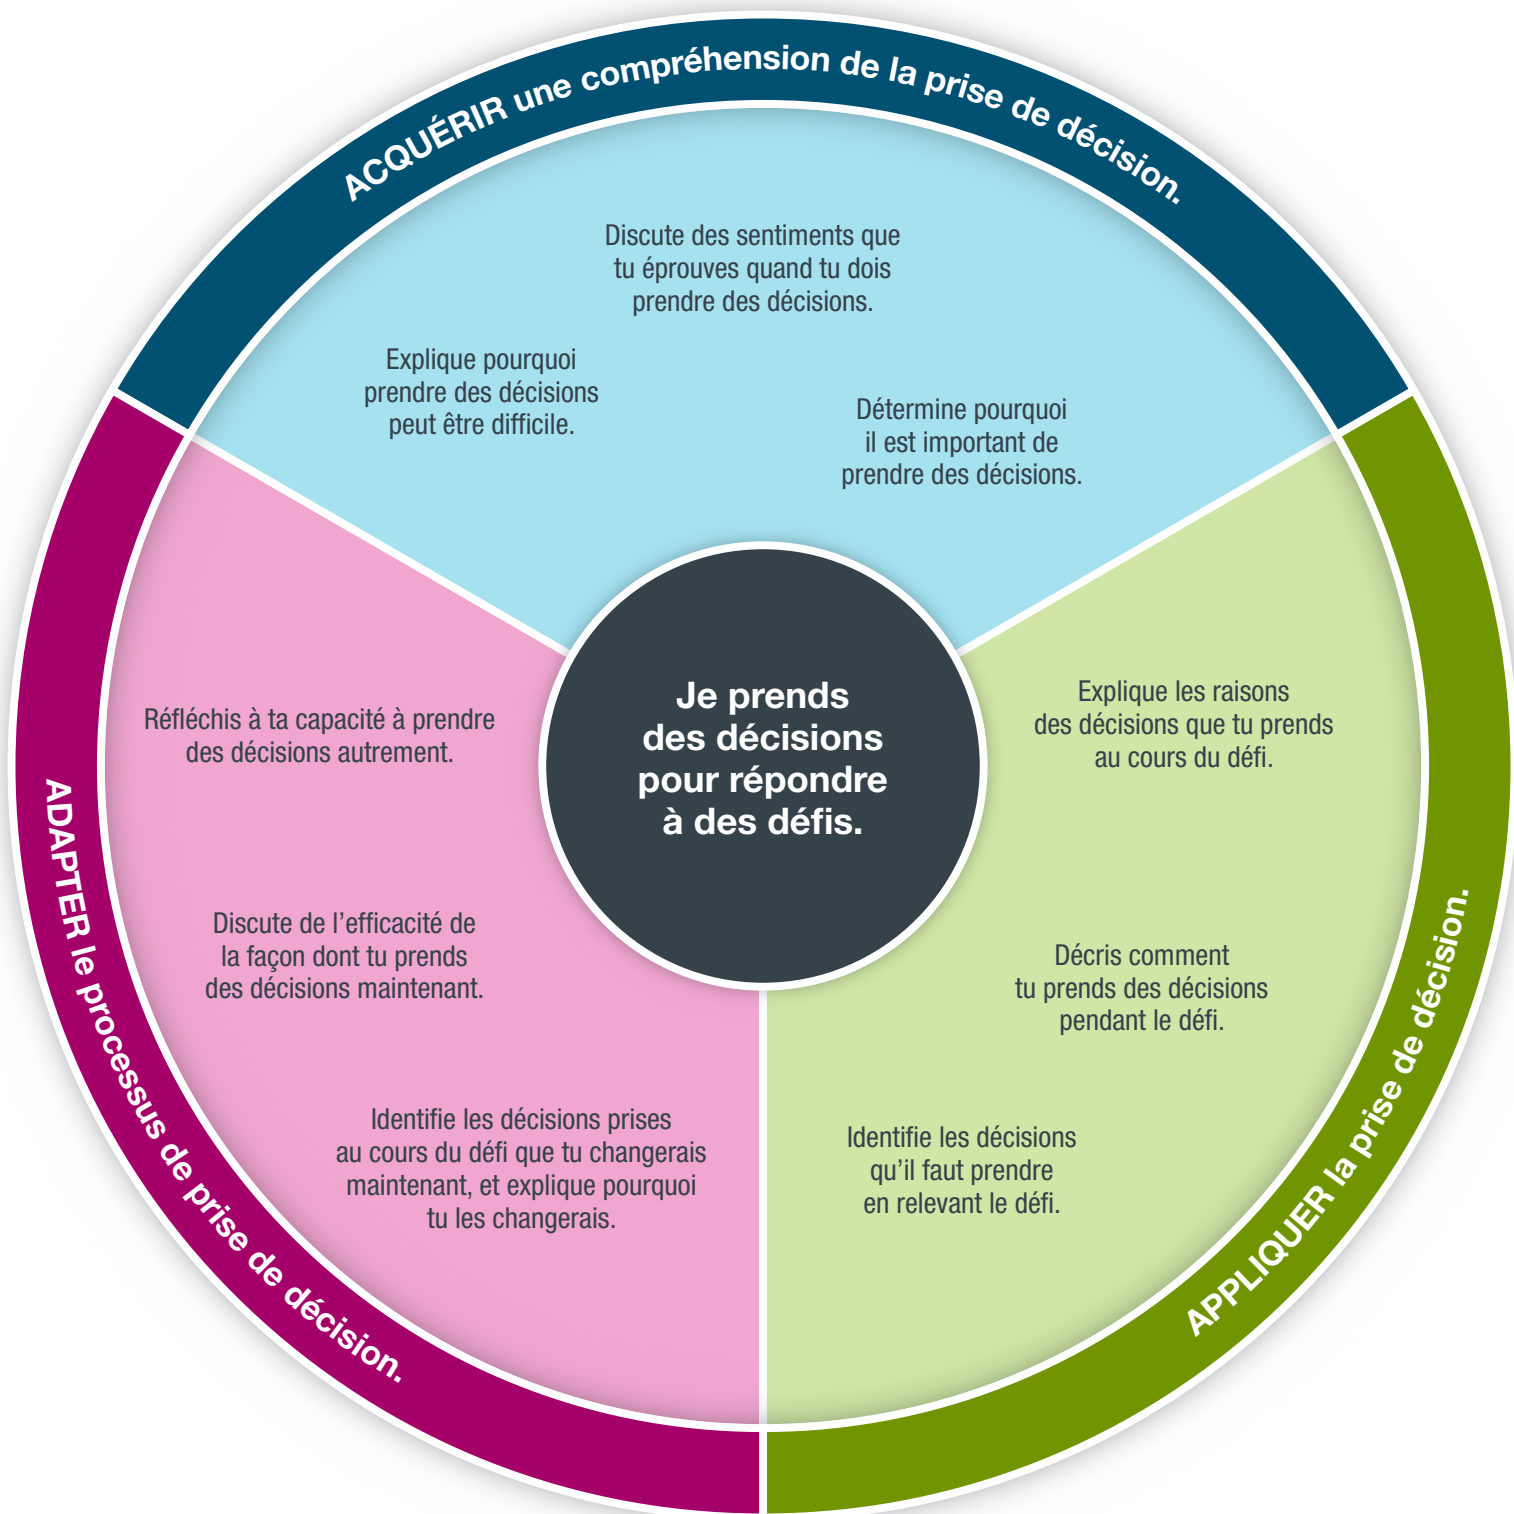 ACQUÉRIR une compréhension de la prise de décision.
Discute des sentiments que
tu éprouves quand tu dois
prendre des décisions.
Explique pourquoi
prendre des décisions
peut être difficile.
Détermine pourquoi
il est important de
prendre des décisions.
Je prends
des décisions
pour répondre
à des défis.
APPLIQUER la prise de décision.
Explique les raisons
des décisions que tu prends
au cours du défi.
Décris comment
tu prends des décisions
pendant le défi.
Identifie les décisions
qu’il faut prendre
en relevant le défi.
ADAPTER le processus de prise de décision.
Réfléchis à ta capacité à prendre
des décisions autrement.
Discute de l’efficacité de
la façon dont tu prends
des décisions maintenant.
Identifie les décisions prises
au cours du défi que tu changerais
maintenant, et explique pourquoi
tu les changerais.